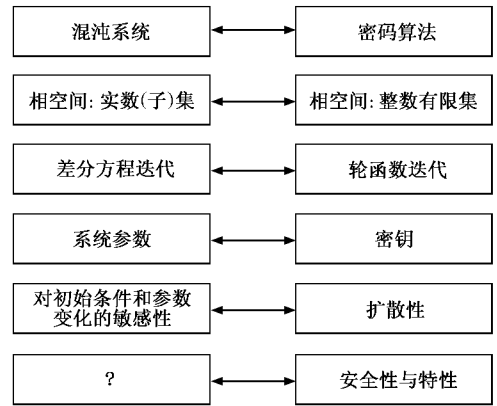 混沌系统
密码算法
相空间:实数(子)集
相空间:整数有限集
差分方程迭代
轮函数迭代
系统参数
密钥
对初始条件和参数
变化的敏感性
扩散性
?
安全性与特性